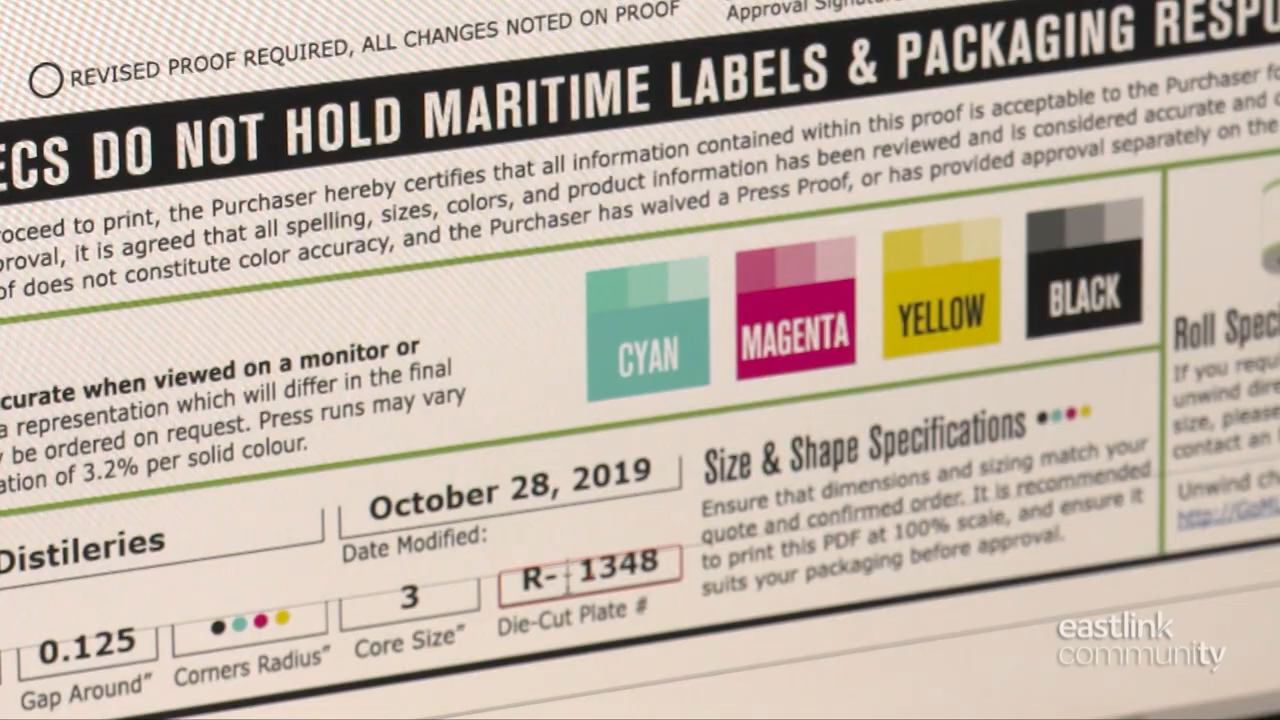 REVISED PROOF REQUIRED, ALL CHANGES NOTED ON PROOF
Approval
ECS DO NOT HOLD MARITIME LABELS & PACKAGING RESPO
roceed to print, the Purchaser hereby certifies that all information contained within this proof is acceptable to the Purchaser fo
proval, it is agreed that all spelling, sizes, colors, and product information has been reviewed and is considered accurate and
of does not constitute color accuracy, and the Purchaser has waived a Press Proof, or has provided approval separately on the
curate when viewed on a monitor or
a representation which will differ in the final
y be ordered on request. Press runs may vary
ation of 3.2% per solid colour.
CYAN
MAGENTA
YELLOW
BLACK
Roll Speci
If you requ
unwind dire
size, please
contact an
Unwind ch
http://GoM
Size & Shape Specifications
Ensure that dimensions and sizing match your
quote and confirmed order. It is recommended
to print this PDF at 100% scale, and ensure it
suits your packaging before approval.
Distileries
October 28, 2019
Date Modified:
0.125
Gap Around"
Corners Radius"
3
Core Size"
R- 1348
Die-Cut Plate #
eastlink
community